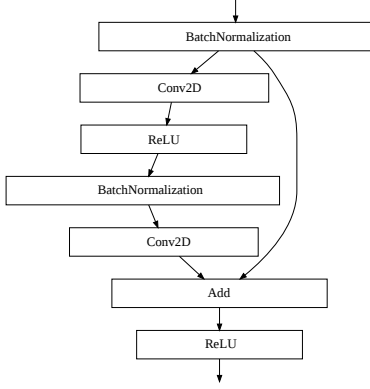 BatchNormalization
Conv2D
ReLU
BatchNormalization
Conv2D
Add
ReLU